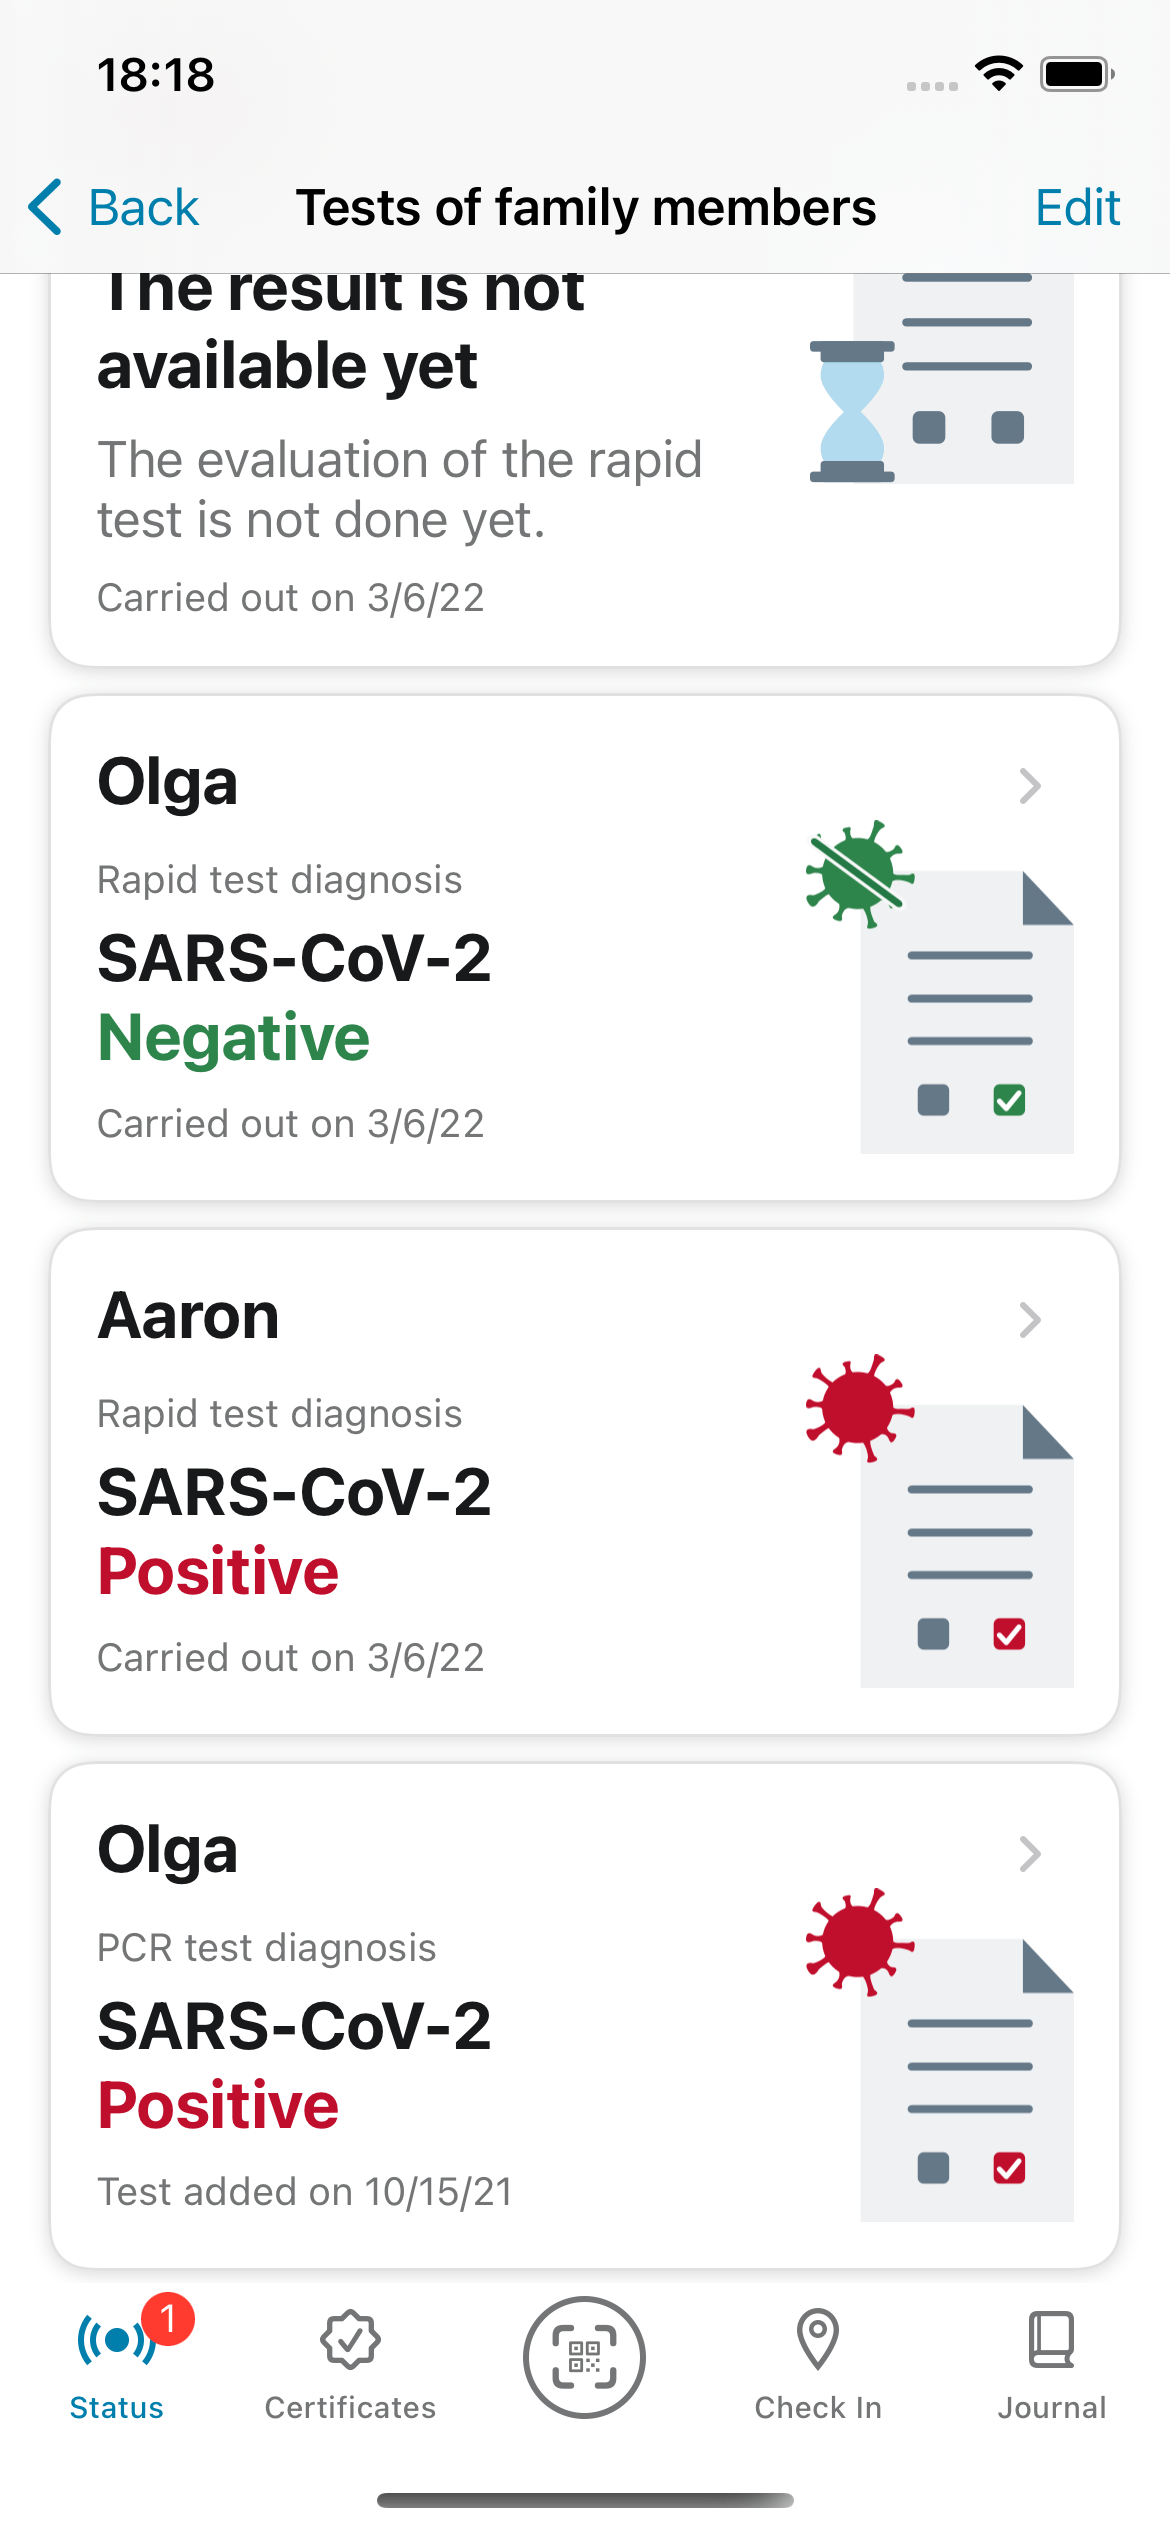 18:18
Back
Tests of family members
Edit
The result is not
available yet
The evaluation of the rapid
test is not done yet.
Carried out on 3/6/22
Olga
Rapid test diagnosis
SARS-CoV-2
Negative
Carried out on 3/6/22
Aaron
Rapid test diagnosis
SARS-CoV-2
Positive
Carried out on 3/6/22
Olga
PCR test diagnosis
SARS-CoV-2
Positive
Test added on 10/15/21
1
Status
Certificates
Check In
Journal